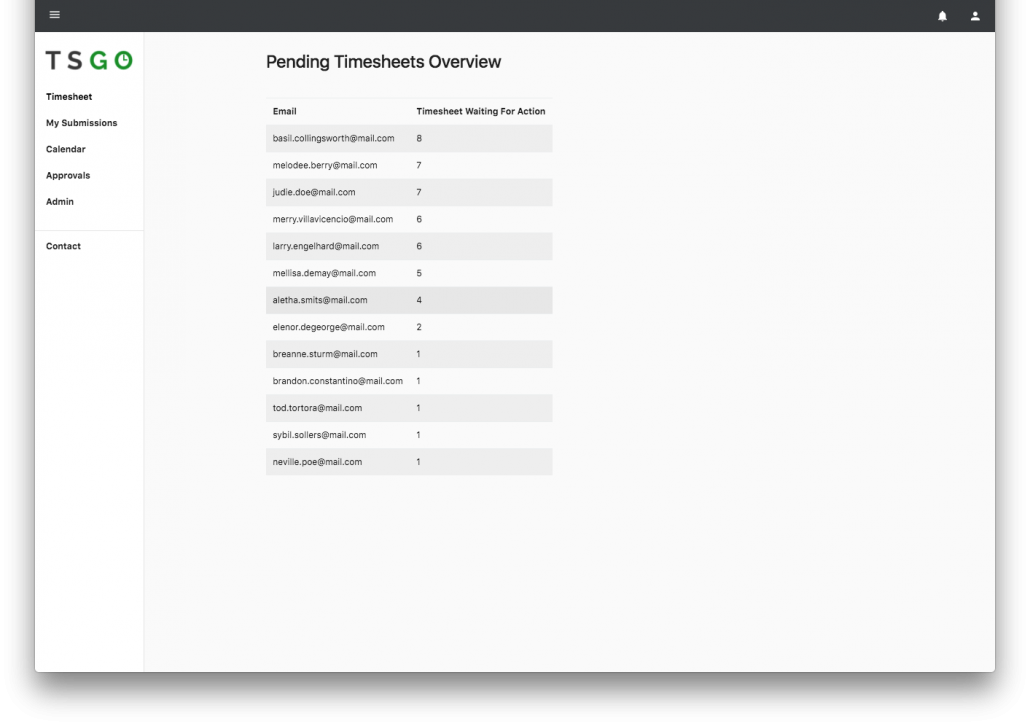 TSGO
Timesheet
My Submissions
Calendar
Approvals
Admin
Contact
Pending Timesheets Overview
Email Timesheet Waiting For Action
basil.collingsworth@mail.com 8
melodee.berry@mail.com 7
judie.doe@mail.com 7
merry.villavicencio@mail.com 6
larry.engelhard@mail.com 6
mellisa.demay@mail.com 5
aletha.smits@mail.com 4
elenor.degeorge@mail.com 2
breanne.sturm@mail.com 1
brandon.constantino@mail.com 1
tod.tortora@mail.com 1
sybil.sollers@mail.com 1
neville.poe@mail.com 1